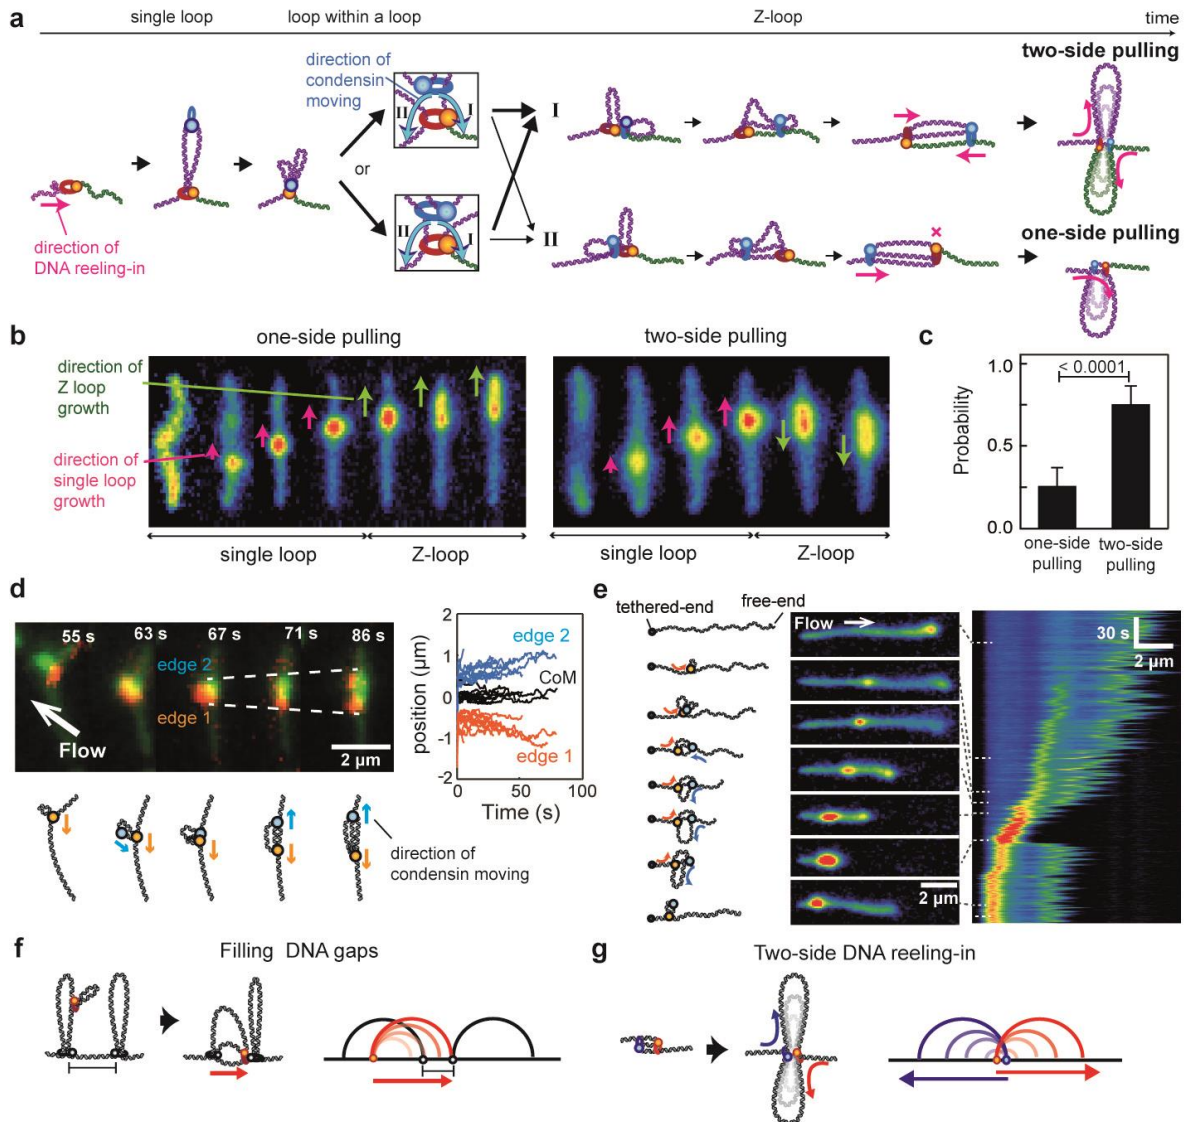 a
single loop
loop within a loop
Z-loop
time
direction of
condensin
moving
II
I
or
II
I
I
II
two-side pulling
one-side pulling
direction of
DNA reeling-in
b
one-side pulling
two-side pulling
direction of
Z loop
growth
direction of
single loop
growth
single loop
Z-loop
single loop
Z-loop
c
Probability
1.0
0.5
0.0
< 0.0001
one-side
pulling
two-side
pulling
d
55 s
63 s
67 s
71 s
86 s
edge 2
edge 1
Flow
2 µm
position (µm)
2
1
0
-1
-2
edge 2
CoM
edge 1
0
50
100
Time (s)
direction of
condensin moving
e
tethered-end
free-end
Flow
2 µm
30 s
2 µm
f
Filling DNA gaps
g
Two-side DNA reeling-in